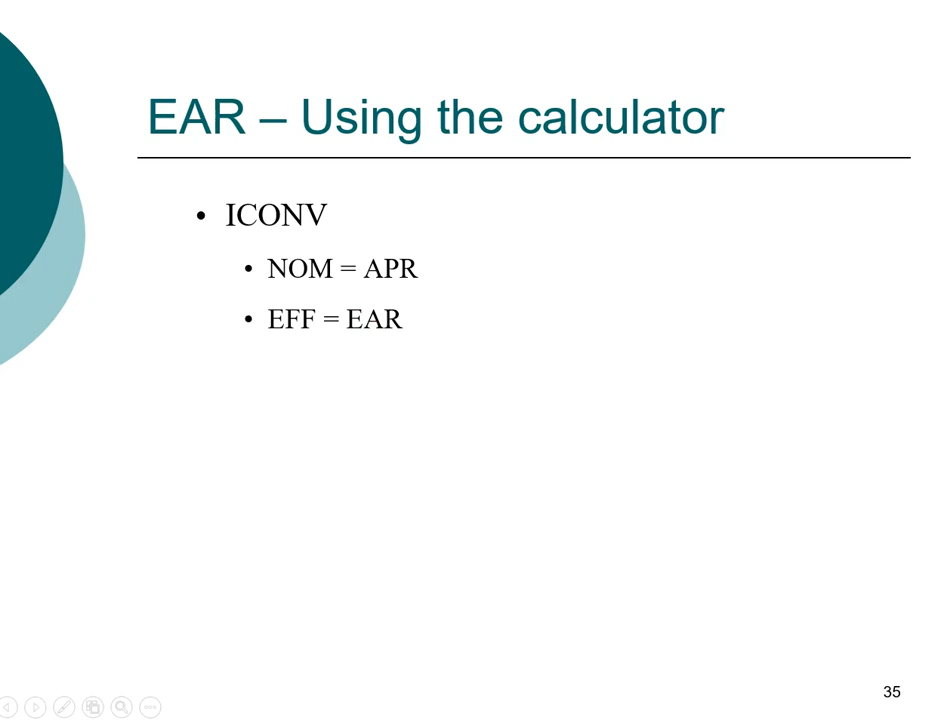 EAR – Using the calculator
• ICONV
• NOM = APR
• EFF = EAR
35